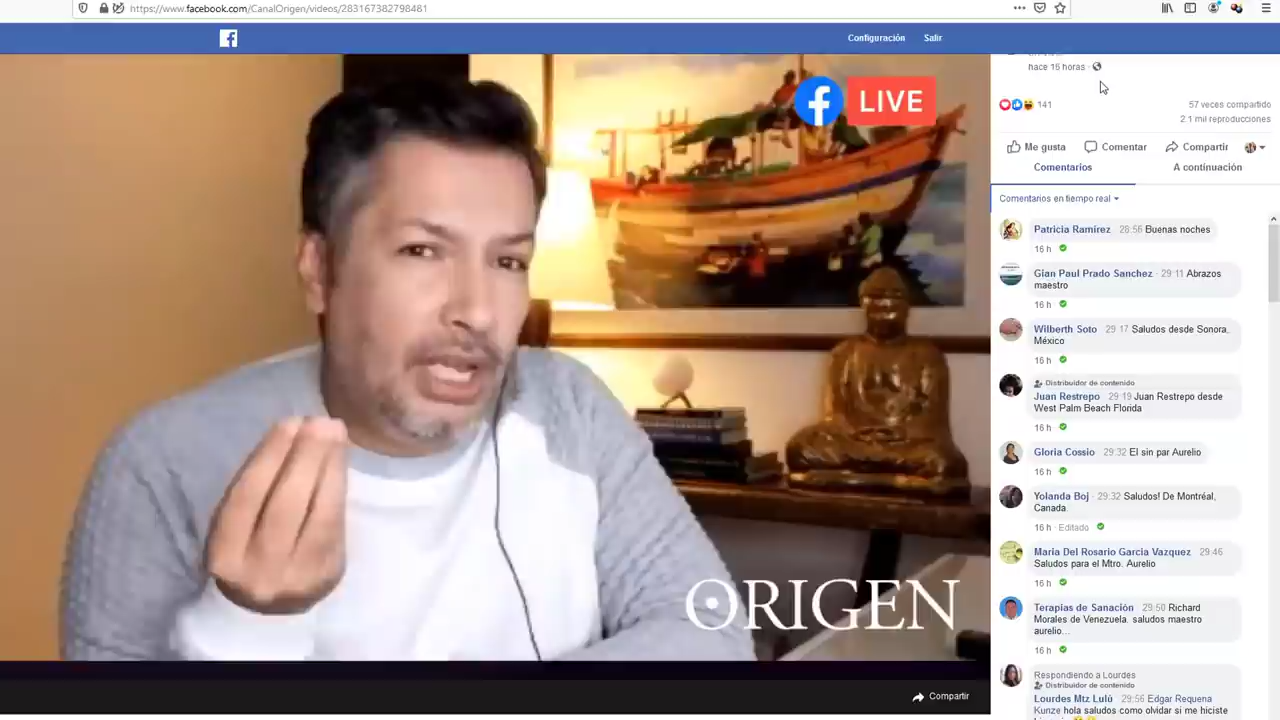 https://www.facebook.com/CanalOrigen/videos/283167382798481
Configuración Salir
LIVE
ORIGEN
Compartir
hace 15 horas ·
141
57 veces compartido
2.1 mil reproducciones
Me gusta Comentar Compartir
Comentarios A continuación
Comentarios en tiempo real
Patricia Ramírez · 28:56 Buenas noches
16 h
Gian Paul Prado Sanchez · 29:11 Abrazos
maestro
16 h
Wilberth Soto · 29:17 Saludos desde Sonora,
México
16 h
Distribuidor de contenido
Juan Restrepo · 29:19 Juan Restrepo desde
West Palm Beach Florida
16 h
Gloria Cossio · 29:32 El sin par Aurelio
16 h
Yolanda Boj · 29:32 Saludos! De Montréal,
Canada.
16 h · Editado
Maria Del Rosario Garcia Vazquez · 29:46
Saludos para el Mtro. Aurelio
16 h
Terapias de Sanación · 29:50 Richard
Morales de Venezuela. saludos maestro
aurelio...
16 h
Respondiendo a Lourdes
Distribuidor de contenido
Lourdes Mtz Lulú · 29:56 Edgar Requena
Kunze hola saludos como olvidar si me hiciste